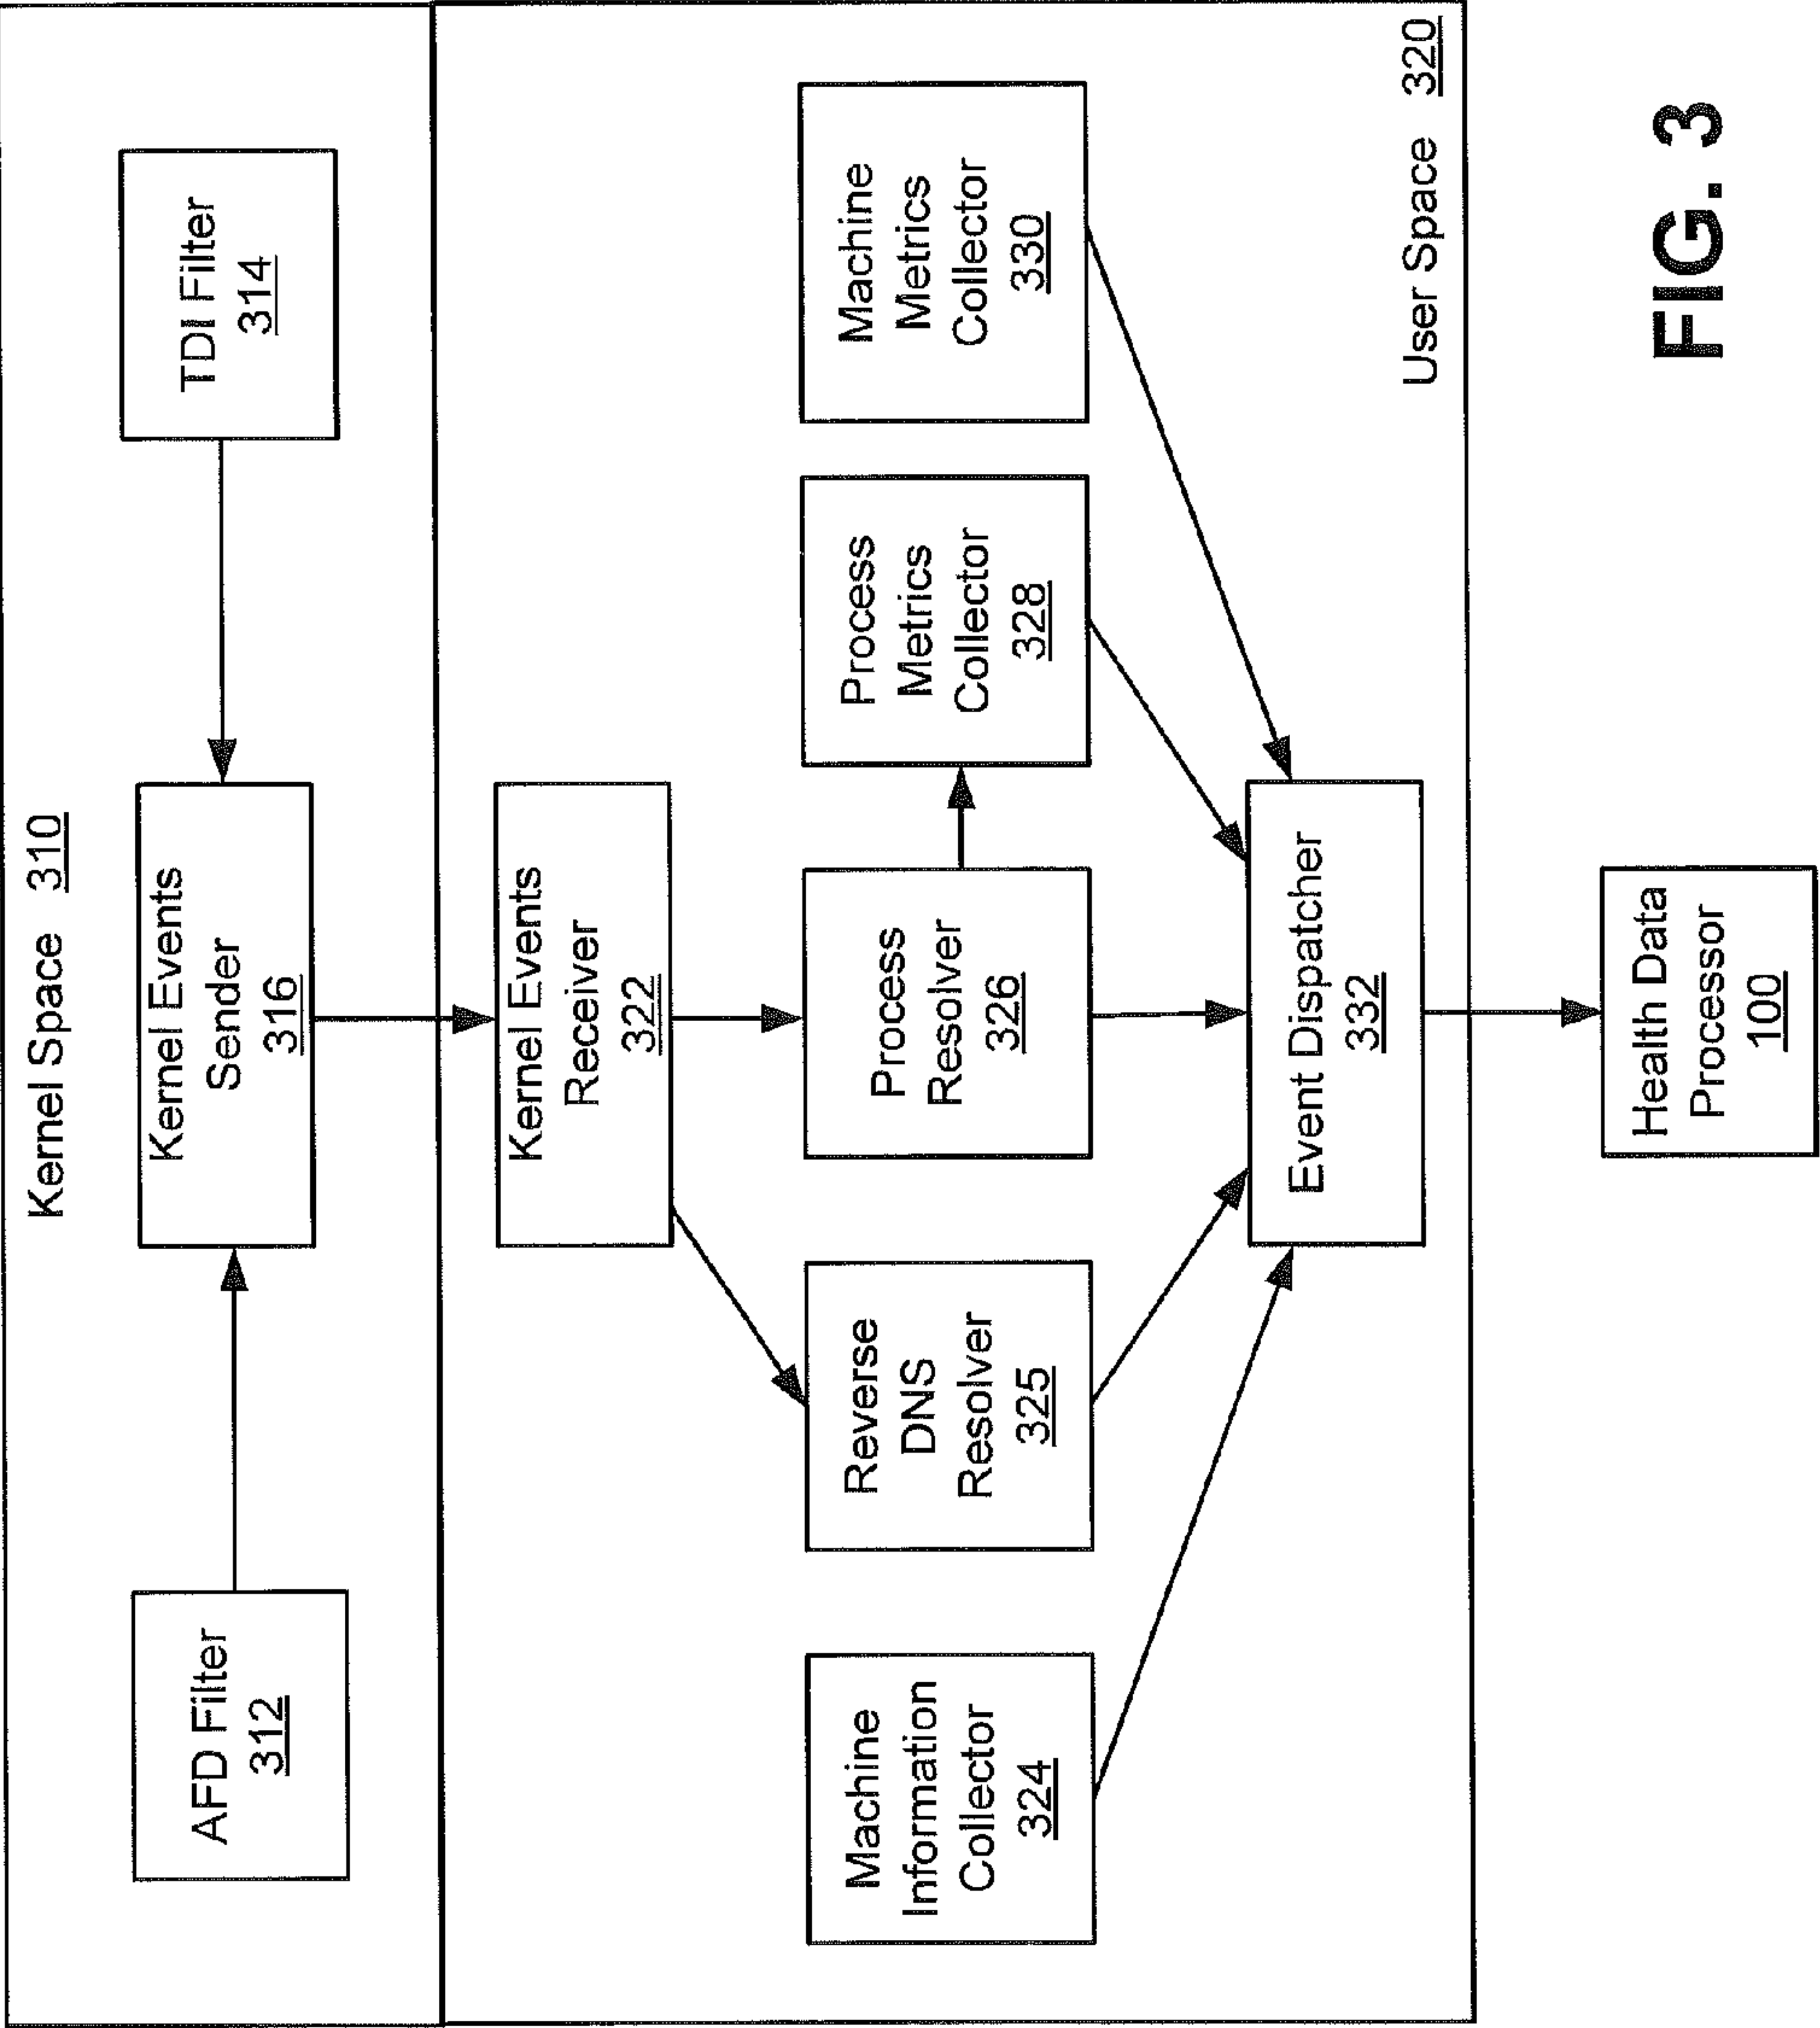 Kernel Space 310
AFD Filter
312
Kernel Events
Sender
316
TDI Filter
314
Kernel Events
Receiver
322
Machine
Information
Collector
324
Reverse
DNS
Resolver
325
Process
Resolver
326
Process
Metrics
Collector
328
Machine
Metrics
Collector
330
Event Dispatcher
332
User Space 320
Health Data
Processor
100
FIG. 3